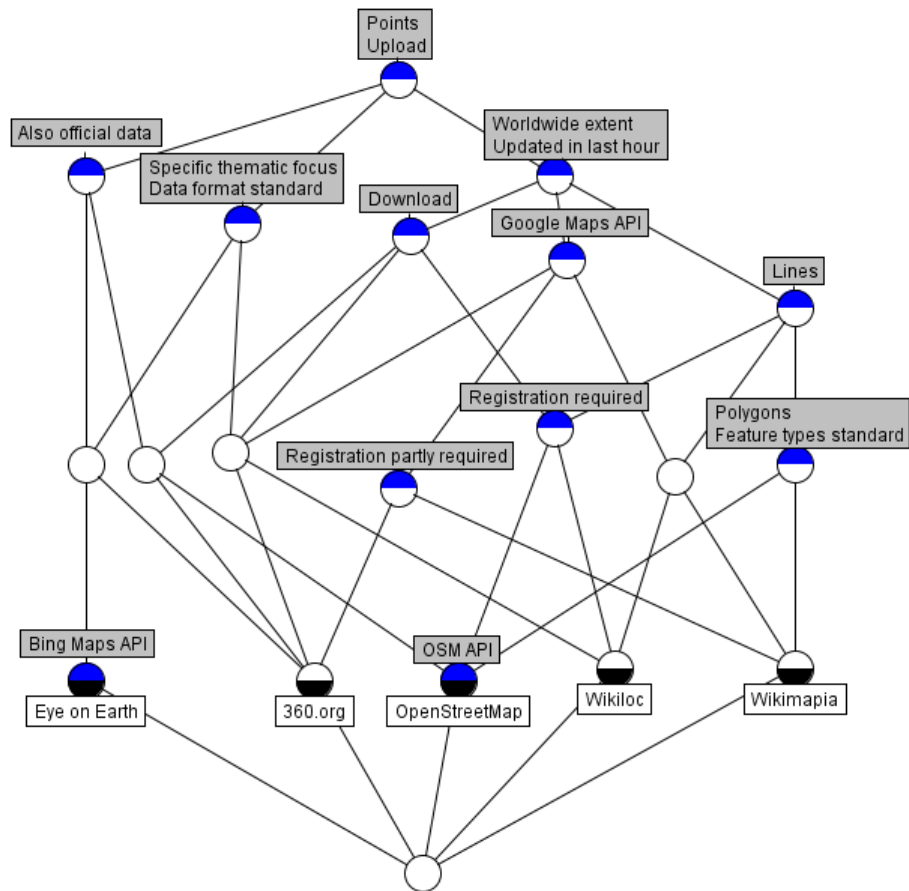 Points
Upload
Also official data
Worldwide extent
Updated in last hour
Specific thematic focus
Data format standard
Download
Google Maps API
Lines
Registration required
Polygons
Feature types standard
Registration partly required
Bing Maps API
OSM API
Eye on Earth
360.org
OpenStreetMap
Wikiloc
Wikimapia